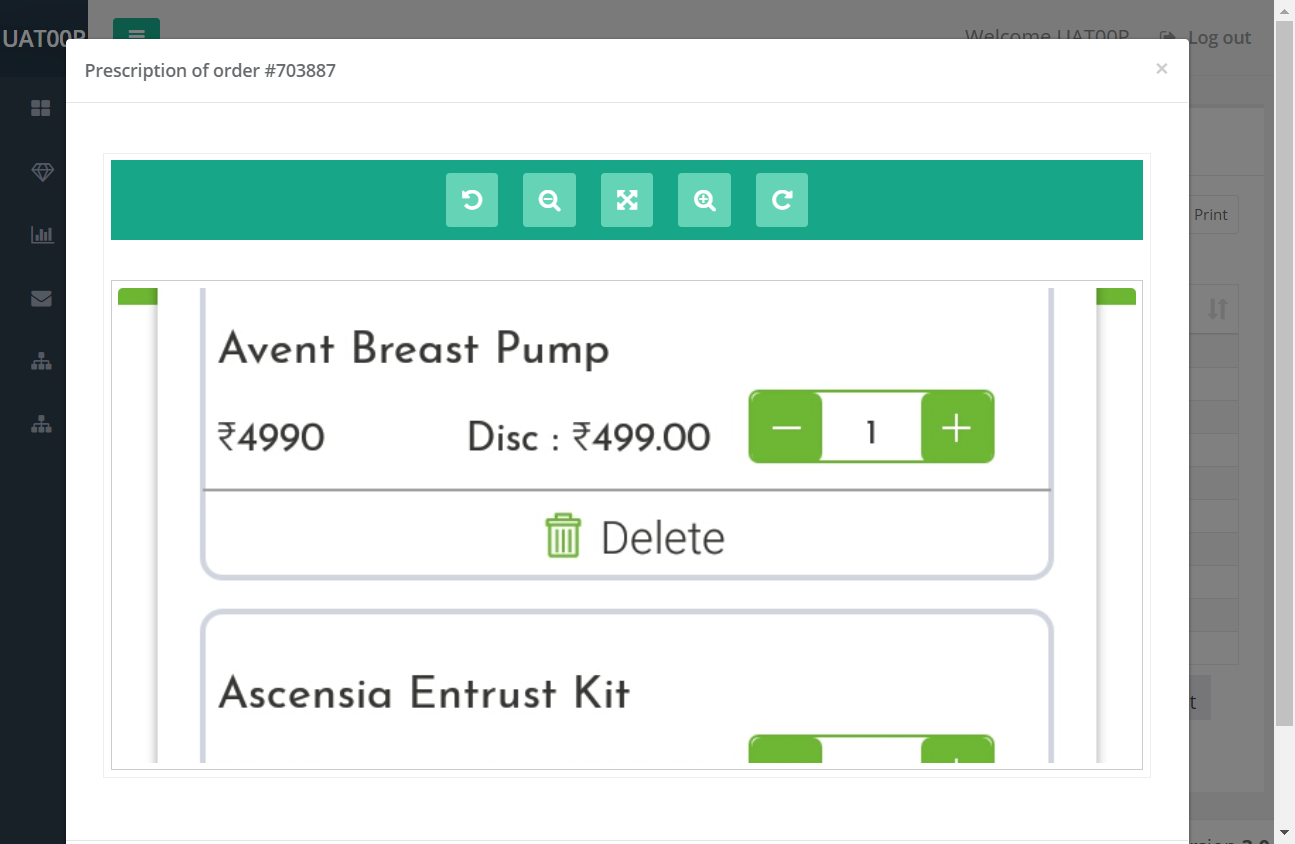 UAT00P
Welcome UAT00P
Log out
Prescription of order #703887
×
Print
Avent Breast Pump
₹4990 Disc : ₹499.00 − 1 +
Delete
Ascensia Entrust Kit